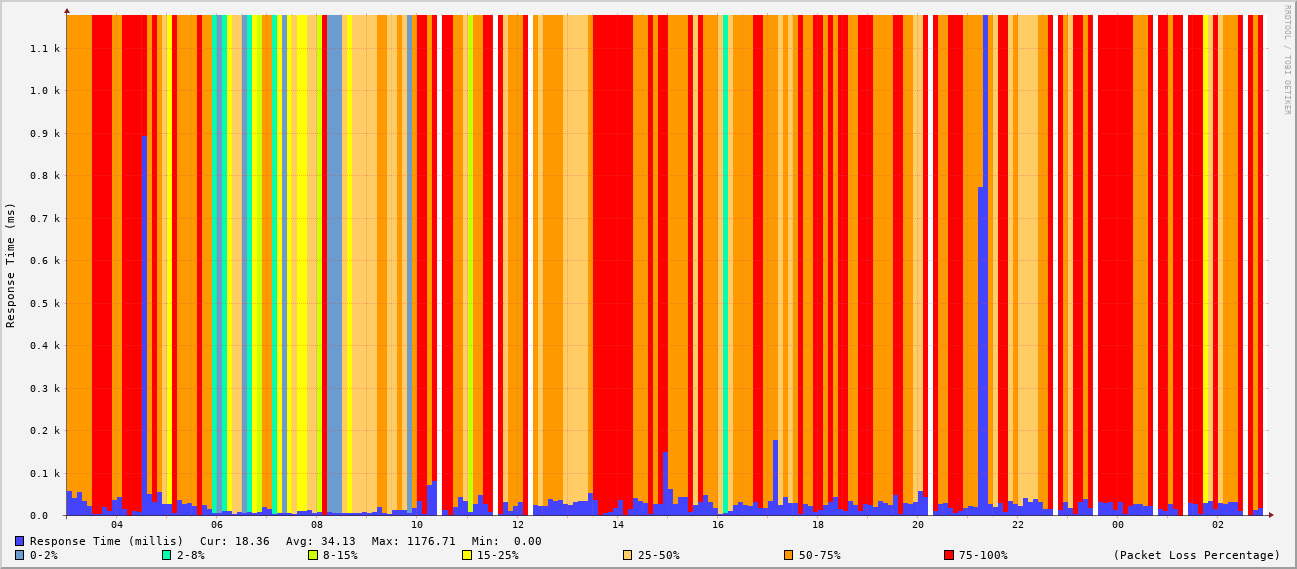 RRDTOOL / TOBI OETIKER
Response Time (ms)
1.1 k
1.0 k
0.9 k
0.8 k
0.7 k
0.6 k
0.5 k
0.4 k
0.3 k
0.2 k
0.1 k
0.0
04 06 08 10 12 14 16 18 20 22 00 02
Response Time (millis) Cur: 18.36 Avg: 34.13 Max: 1176.71 Min: 0.00
0-2% 2-8% 8-15% 15-25% 25-50% 50-75% 75-100% (Packet Loss Percentage)